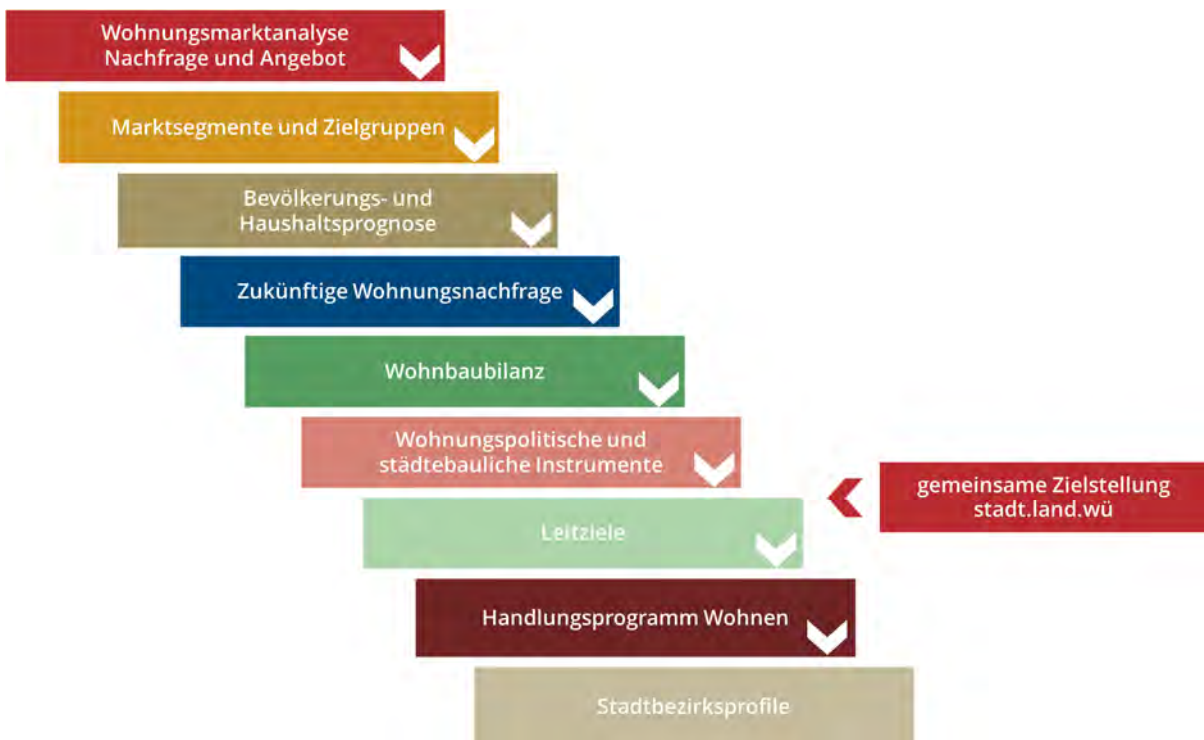 Wohnungsmarktanalyse
Nachfrage und Angebot
Marktsegmente und Zielgruppen
Bevölkerungs- und
Haushaltsprognose
Zukünftige Wohnungsnachfrage
Wohnbaubilanz
Wohnungspolitische und
städtebauliche Instrumente
gemeinsame Zielstellung
stadt.land.wü
Leitziele
Handlungsprogramm Wohnen
Stadtbezirksprofile